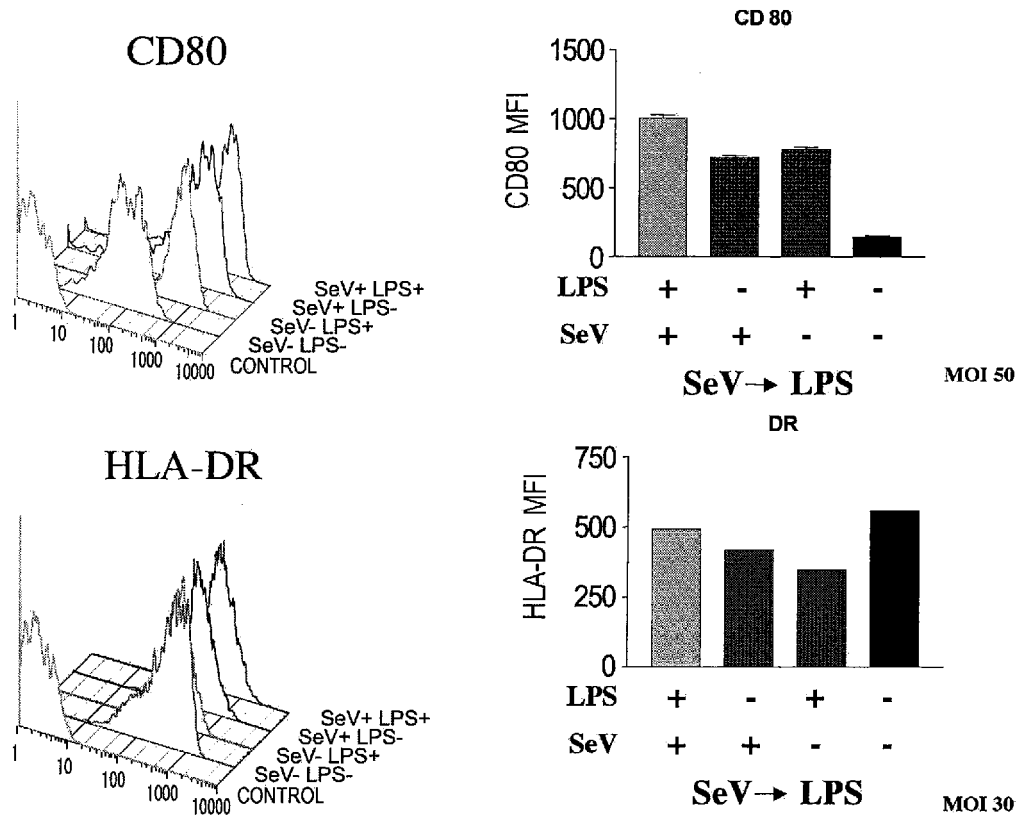 CD80
1
10
100
1000
10000
SeV+ LPS+
SeV+ LPS-
SeV- LPS+
SeV- LPS-
CONTROL
CD 80
CD80 MFI
1500
1000
500
0
LPS + - + -
SeV + + - -
SeV→ LPS
MOI 50
HLA-DR
1
10
100
1000
10000
SeV+ LPS+
SeV+ LPS-
SeV- LPS+
SeV- LPS-
CONTROL
DR
HLA-DR MFI
750
500
250
0
LPS + - + -
SeV + + - -
SeV→ LPS
MOI 30